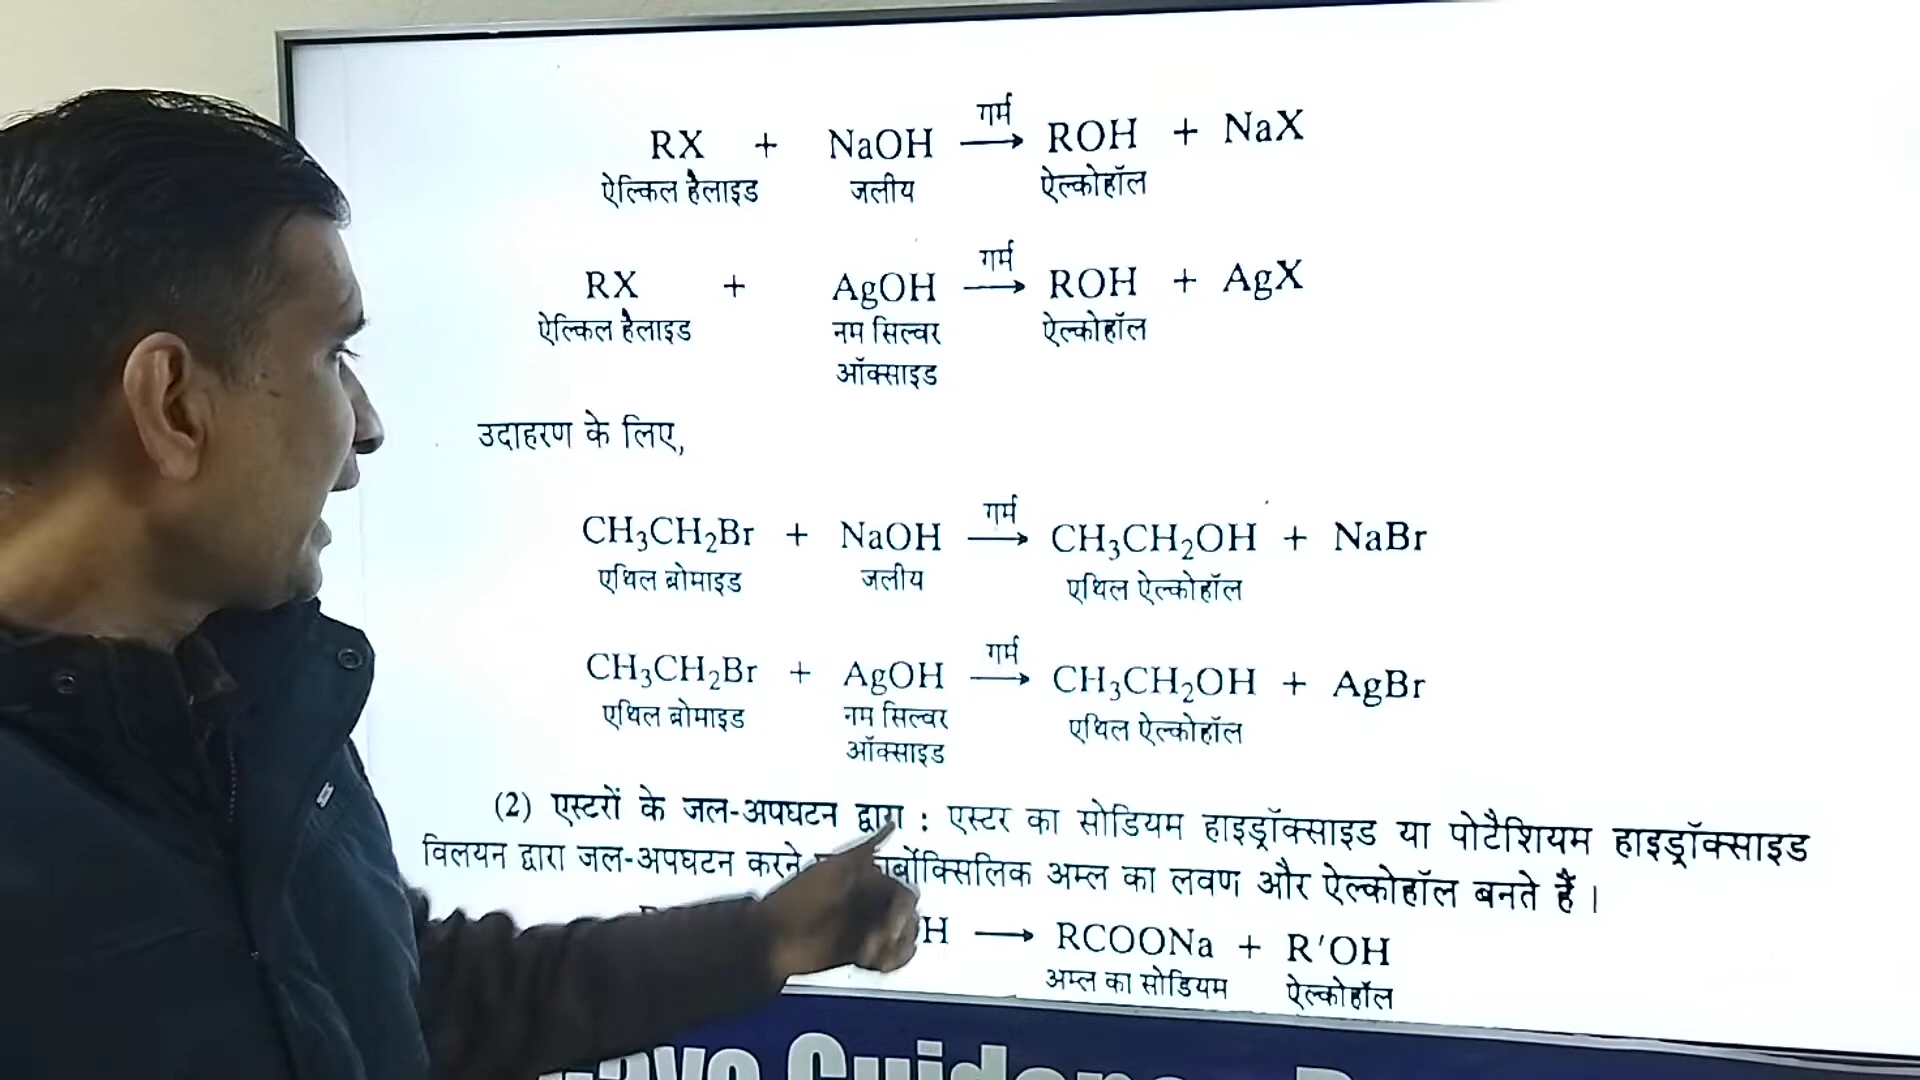 गर्म
RX + NaOH ⟶ ROH + NaX
ऐल्किल हैलाइड जलीय ऐल्कोहॉल
गर्म
RX + AgOH ⟶ ROH + AgX
ऐल्किल हैलाइड नम सिल्वर ऐल्कोहॉल
ऑक्साइड
उदाहरण के लिए,
गर्म
CH₃CH₂Br + NaOH ⟶ CH₃CH₂OH + NaBr
एथिल ब्रोमाइड जलीय एथिल ऐल्कोहॉल
गर्म
CH₃CH₂Br + AgOH ⟶ CH₃CH₂OH + AgBr
एथिल ब्रोमाइड नम सिल्वर एथिल ऐल्कोहॉल
ऑक्साइड
(2) एस्टरों के जल-अपघटन द्वारा : एस्टर का सोडियम हाइड्रॉक्साइड या पोटैशियम हाइड्रॉक्साइड
विलयन द्वारा जल-अपघटन करने कार्बोक्सिलिक अम्ल का लवण और ऐल्कोहॉल बनते हैं ।
H ⟶ RCOONa + R′OH
अम्ल का सोडियम ऐल्कोहॉल